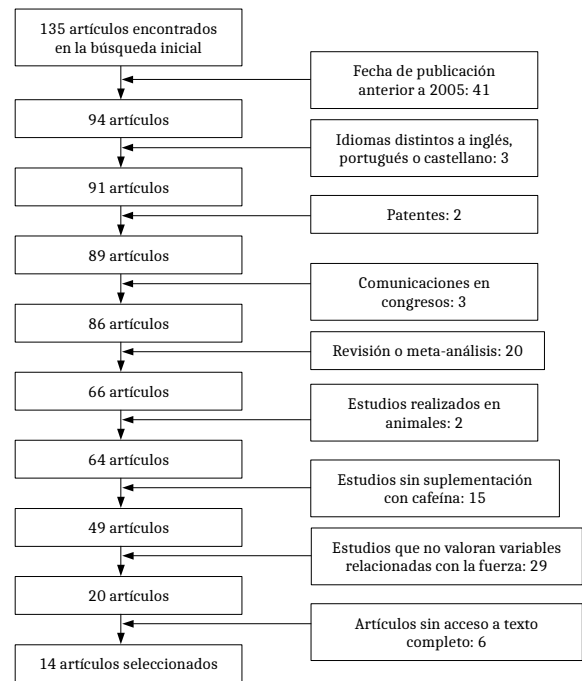 135 artículos encontrados
en la búsqueda inicial
Fecha de publicación
anterior a 2005: 41
94 artículos
Idiomas distintos a inglés,
portugués o castellano: 3
91 artículos
Patentes: 2
89 artículos
Comunicaciones en
congresos: 3
86 artículos
Revisión o meta-análisis: 20
66 artículos
Estudios realizados en
animales: 2
64 artículos
Estudios sin suplementación
con cafeína: 15
49 artículos
Estudios que no valoran variables
relacionadas con la fuerza: 29
20 artículos
Artículos sin acceso a texto
completo: 6
14 artículos seleccionados